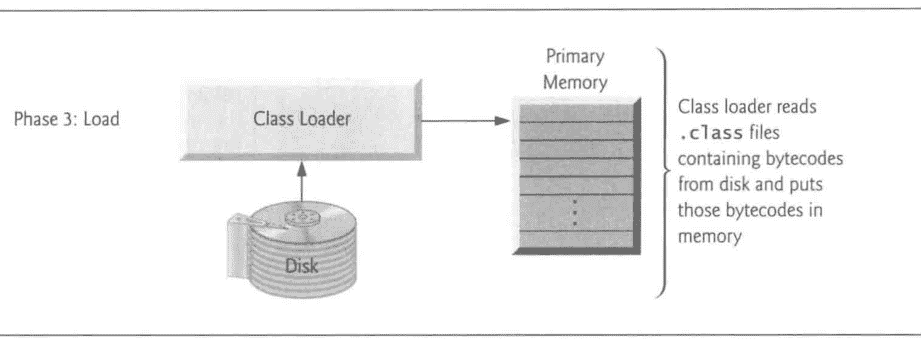 Phase 3: Load
Class Loader
Disk
Primary
Memory
Class loader reads
.class files
containing bytecodes
from disk and puts
those bytecodes in
memory